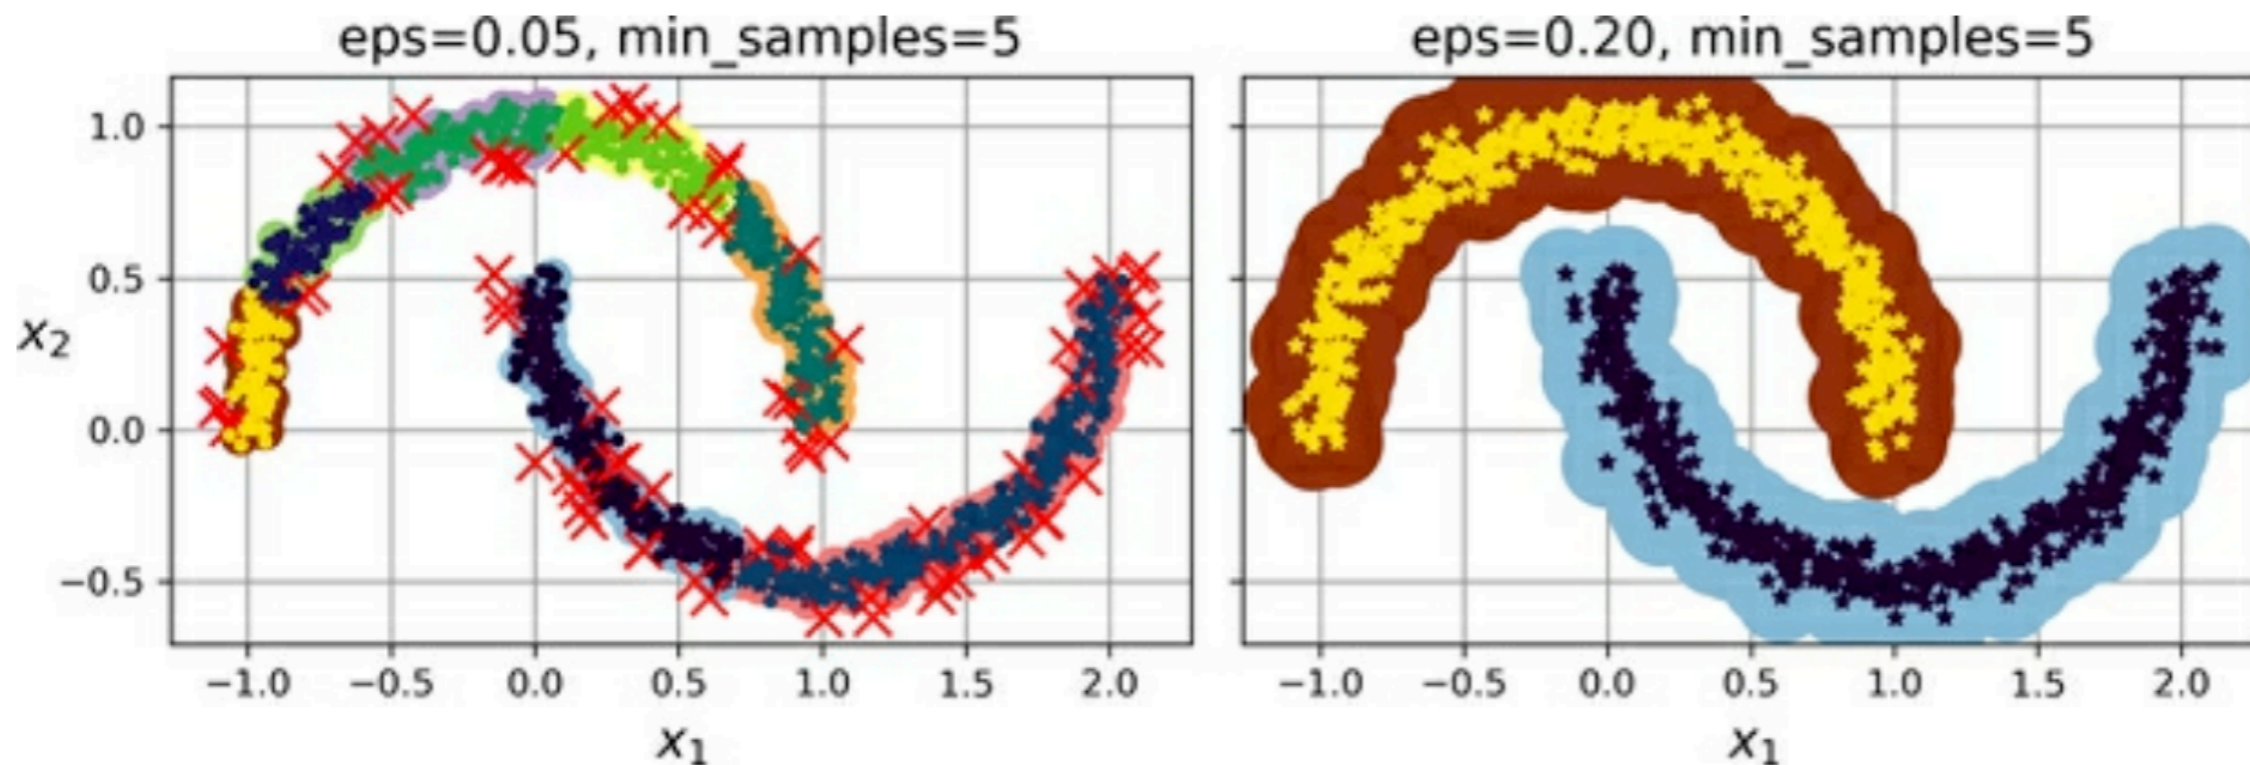 eps=0.05, min_samples=5
eps=0.20, min_samples=5
1.0
0.5
0.0
−0.5
x2
−1.0 −0.5 0.0 0.5 1.0 1.5 2.0
−1.0 −0.5 0.0 0.5 1.0 1.5 2.0
x1
x1